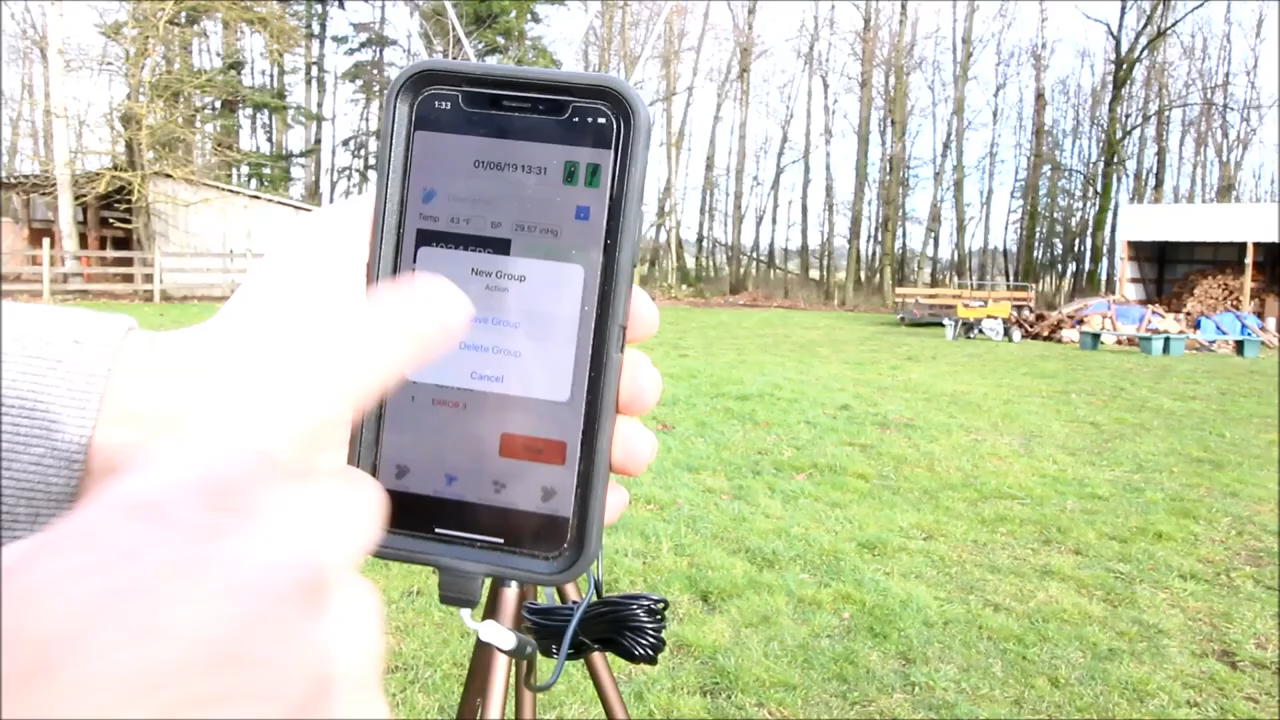 1:33
01/06/19 13:31
Temp 43 °F BP 29.57 inHg
New Group
Action
Group
Delete Group
Cancel
1 ERROR 3